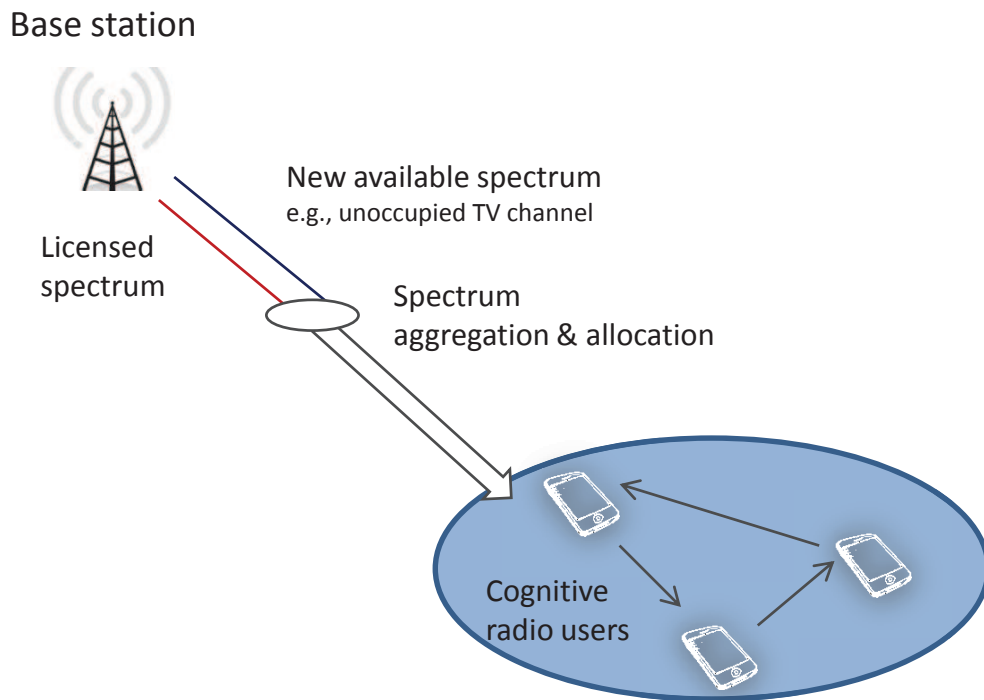 Base station
New available spectrum
e.g., unoccupied TV channel
Licensed
spectrum
Spectrum
aggregation & allocation
Cognitive
radio users